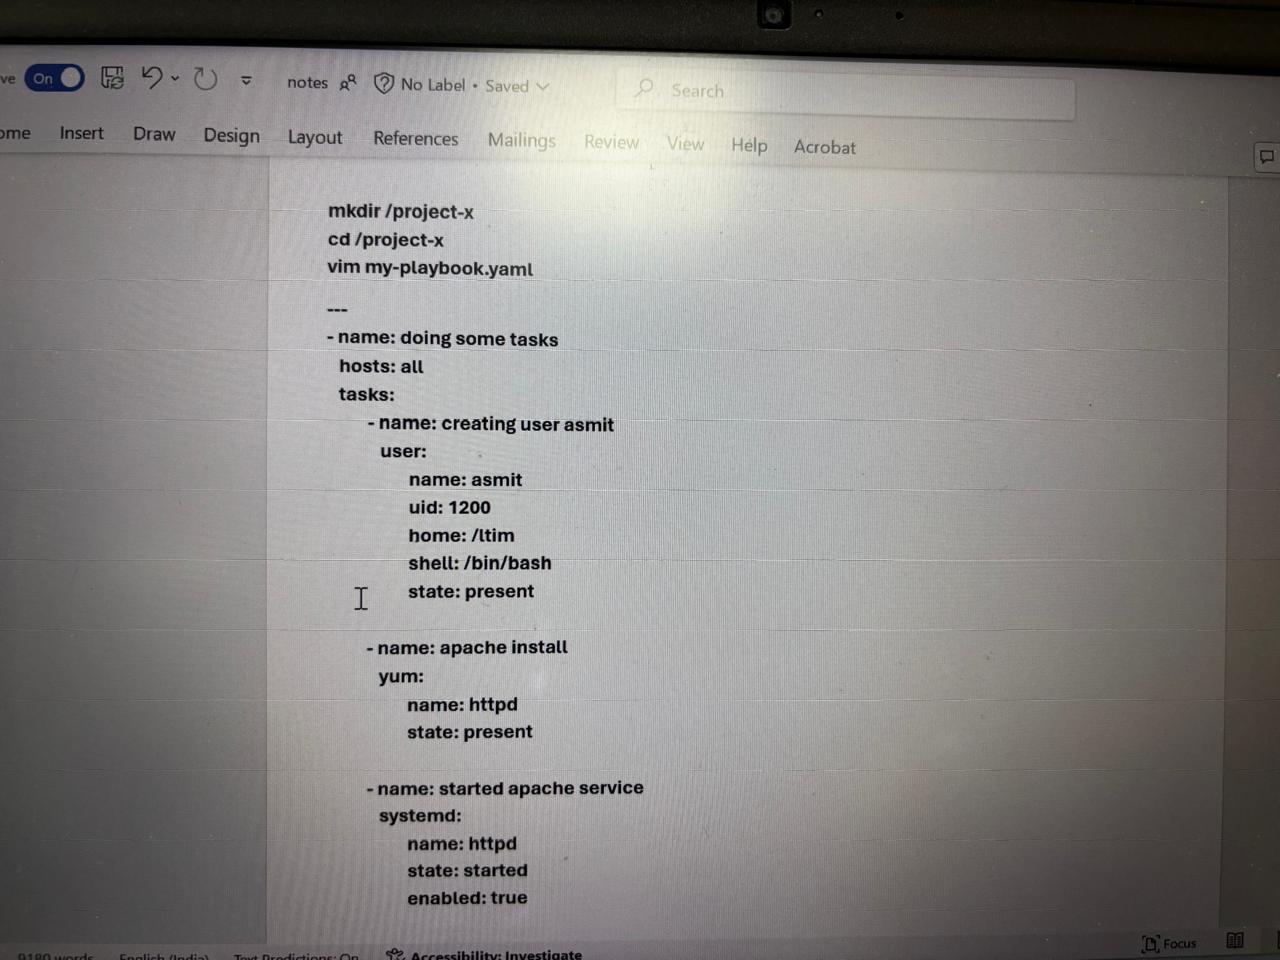 ve On notes No Label • Saved Search
ome Insert Draw Design Layout References Mailings Review View Help Acrobat
mkdir /project-x
cd /project-x
vim my-playbook.yaml
---
- name: doing some tasks
hosts: all
tasks:
- name: creating user asmit
user:
name: asmit
uid: 1200
home: /ltim
shell: /bin/bash
state: present
- name: apache install
yum:
name: httpd
state: present
- name: started apache service
systemd:
name: httpd
state: started
enabled: true
9180 words English (India) Text Predictions: On Accessibility: Investigate Focus